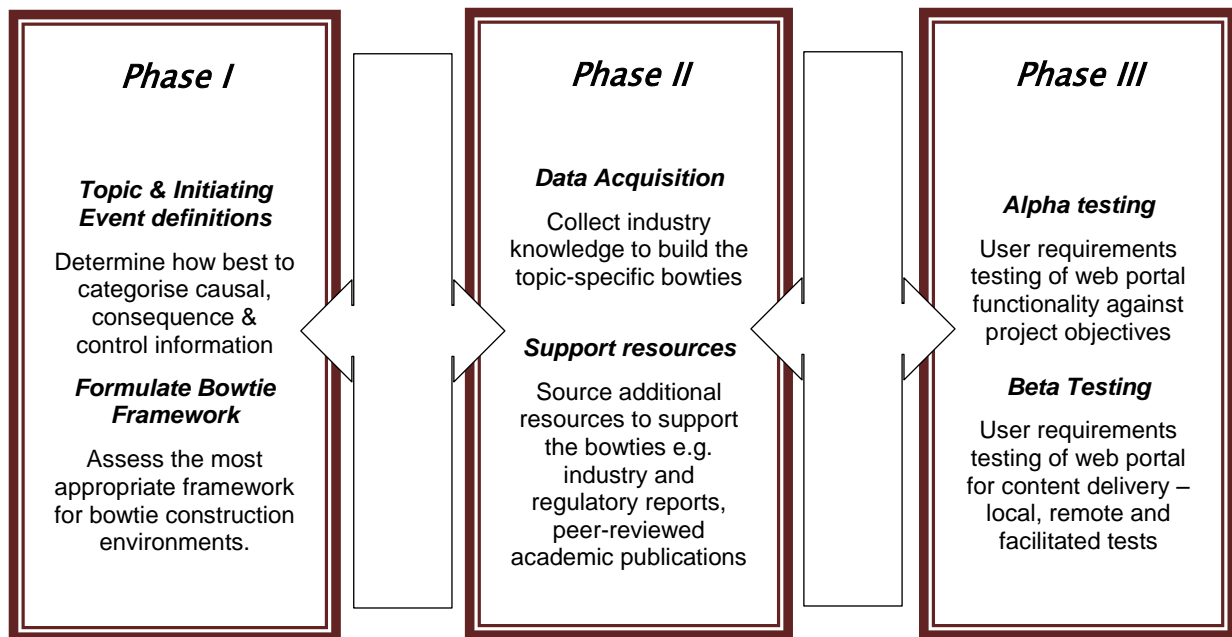 Phase I
Topic & Initiating
Event definitions
Determine how best to
categorise causal,
consequence &
control information
Formulate Bowtie
Framework
Assess the most
appropriate framework
for bowtie construction
environments.
Phase II
Data Acquisition
Collect industry
knowledge to build the
topic-specific bowties
Support resources
Source additional
resources to support
the bowties e.g.
industry and
regulatory reports,
peer-reviewed
academic publications
Phase III
Alpha testing
User requirements
testing of web portal
functionality against
project objectives
Beta Testing
User requirements
testing of web portal
for content delivery –
local, remote and
facilitated tests